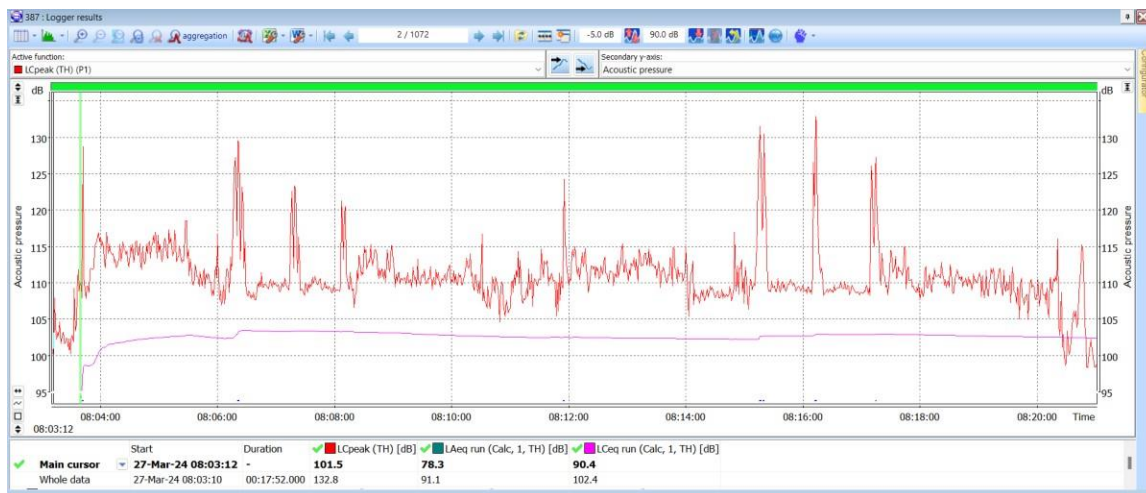 387 : Logger results
aggregation 2 / 1072 -5.0 dB 90.0 dB
Active function:
LCpeak (TH) (P1)
Secondary y-axis:
Acoustic pressure
Configurator
dB
130
125
120
115
110
105
100
95
Acoustic pressure
dB
130
125
120
115
110
105
100
95
Acoustic pressure
08:04:00 08:06:00 08:08:00 08:10:00 08:12:00 08:14:00 08:16:00 08:18:00 08:20:00 Time
08:03:12
Start Duration LCpeak (TH) [dB] LAeq run (Calc, 1, TH) [dB] LCeq run (Calc, 1, TH) [dB]
Main cursor 27-Mar-24 08:03:12 - 101.5 78.3 90.4
Whole data 27-Mar-24 08:03:10 00:17:52.000 132.8 91.1 102.4